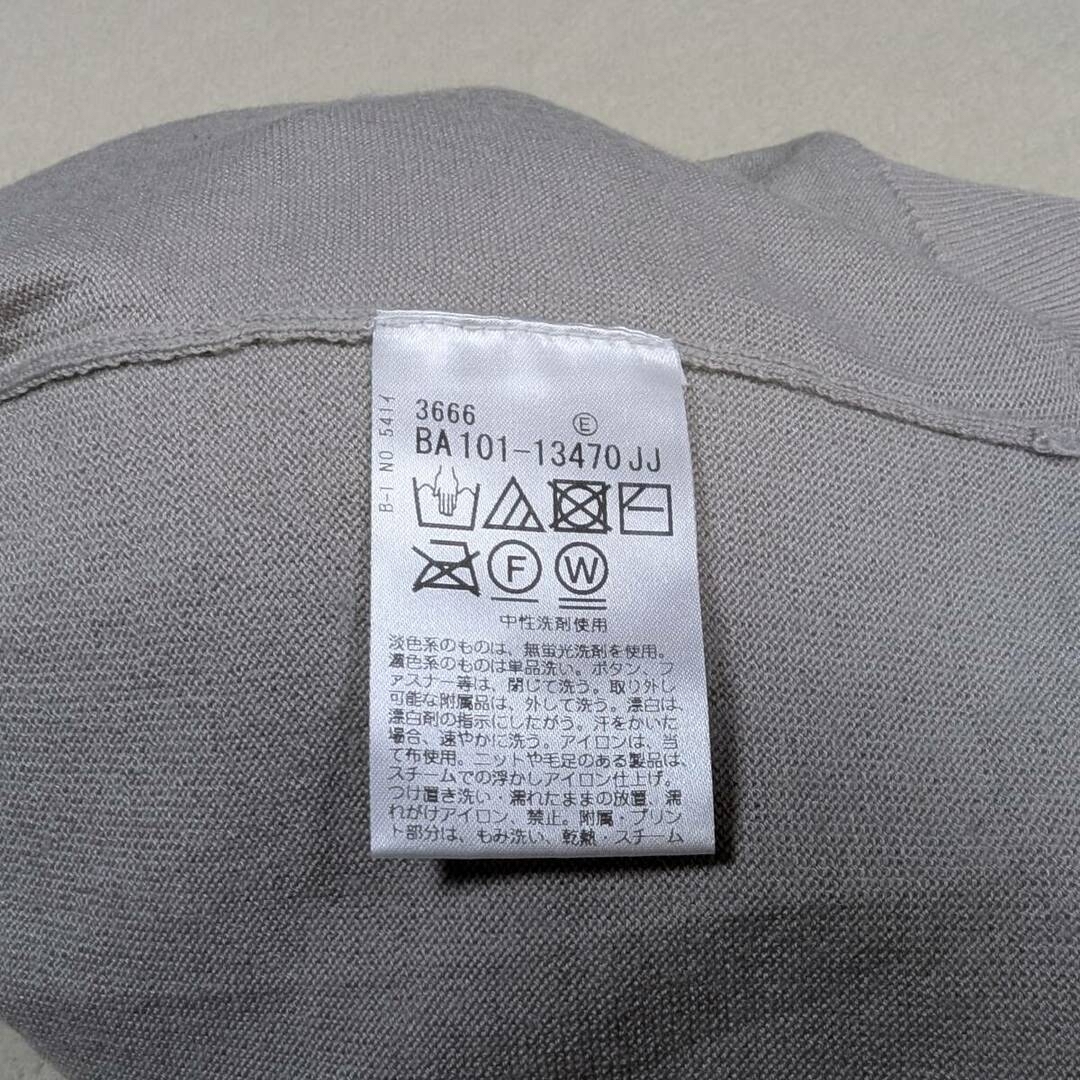 B-1 NO 5414
3666
Ⓔ
BA101-13470JJ
F W
中性洗剤使用
淡色系のものは、無蛍光洗剤を使用。
濃色系のものは単品洗い。ボタン、フ
ァスナー等は、閉じて洗う。取り外し
可能な附属品は、外して洗う。漂白は
漂白剤の指示にしたがう。汗をかいた
場合、速やかに洗う。アイロンは、当
て布使用。ニットや毛足のある製品は、
スチームでの浮かしアイロン仕上げ。
つけ置き洗い・濡れたままの放置、濡
れがけアイロン、禁止。附属・プリン
ト部分は、もみ洗い、乾熱・スチーム